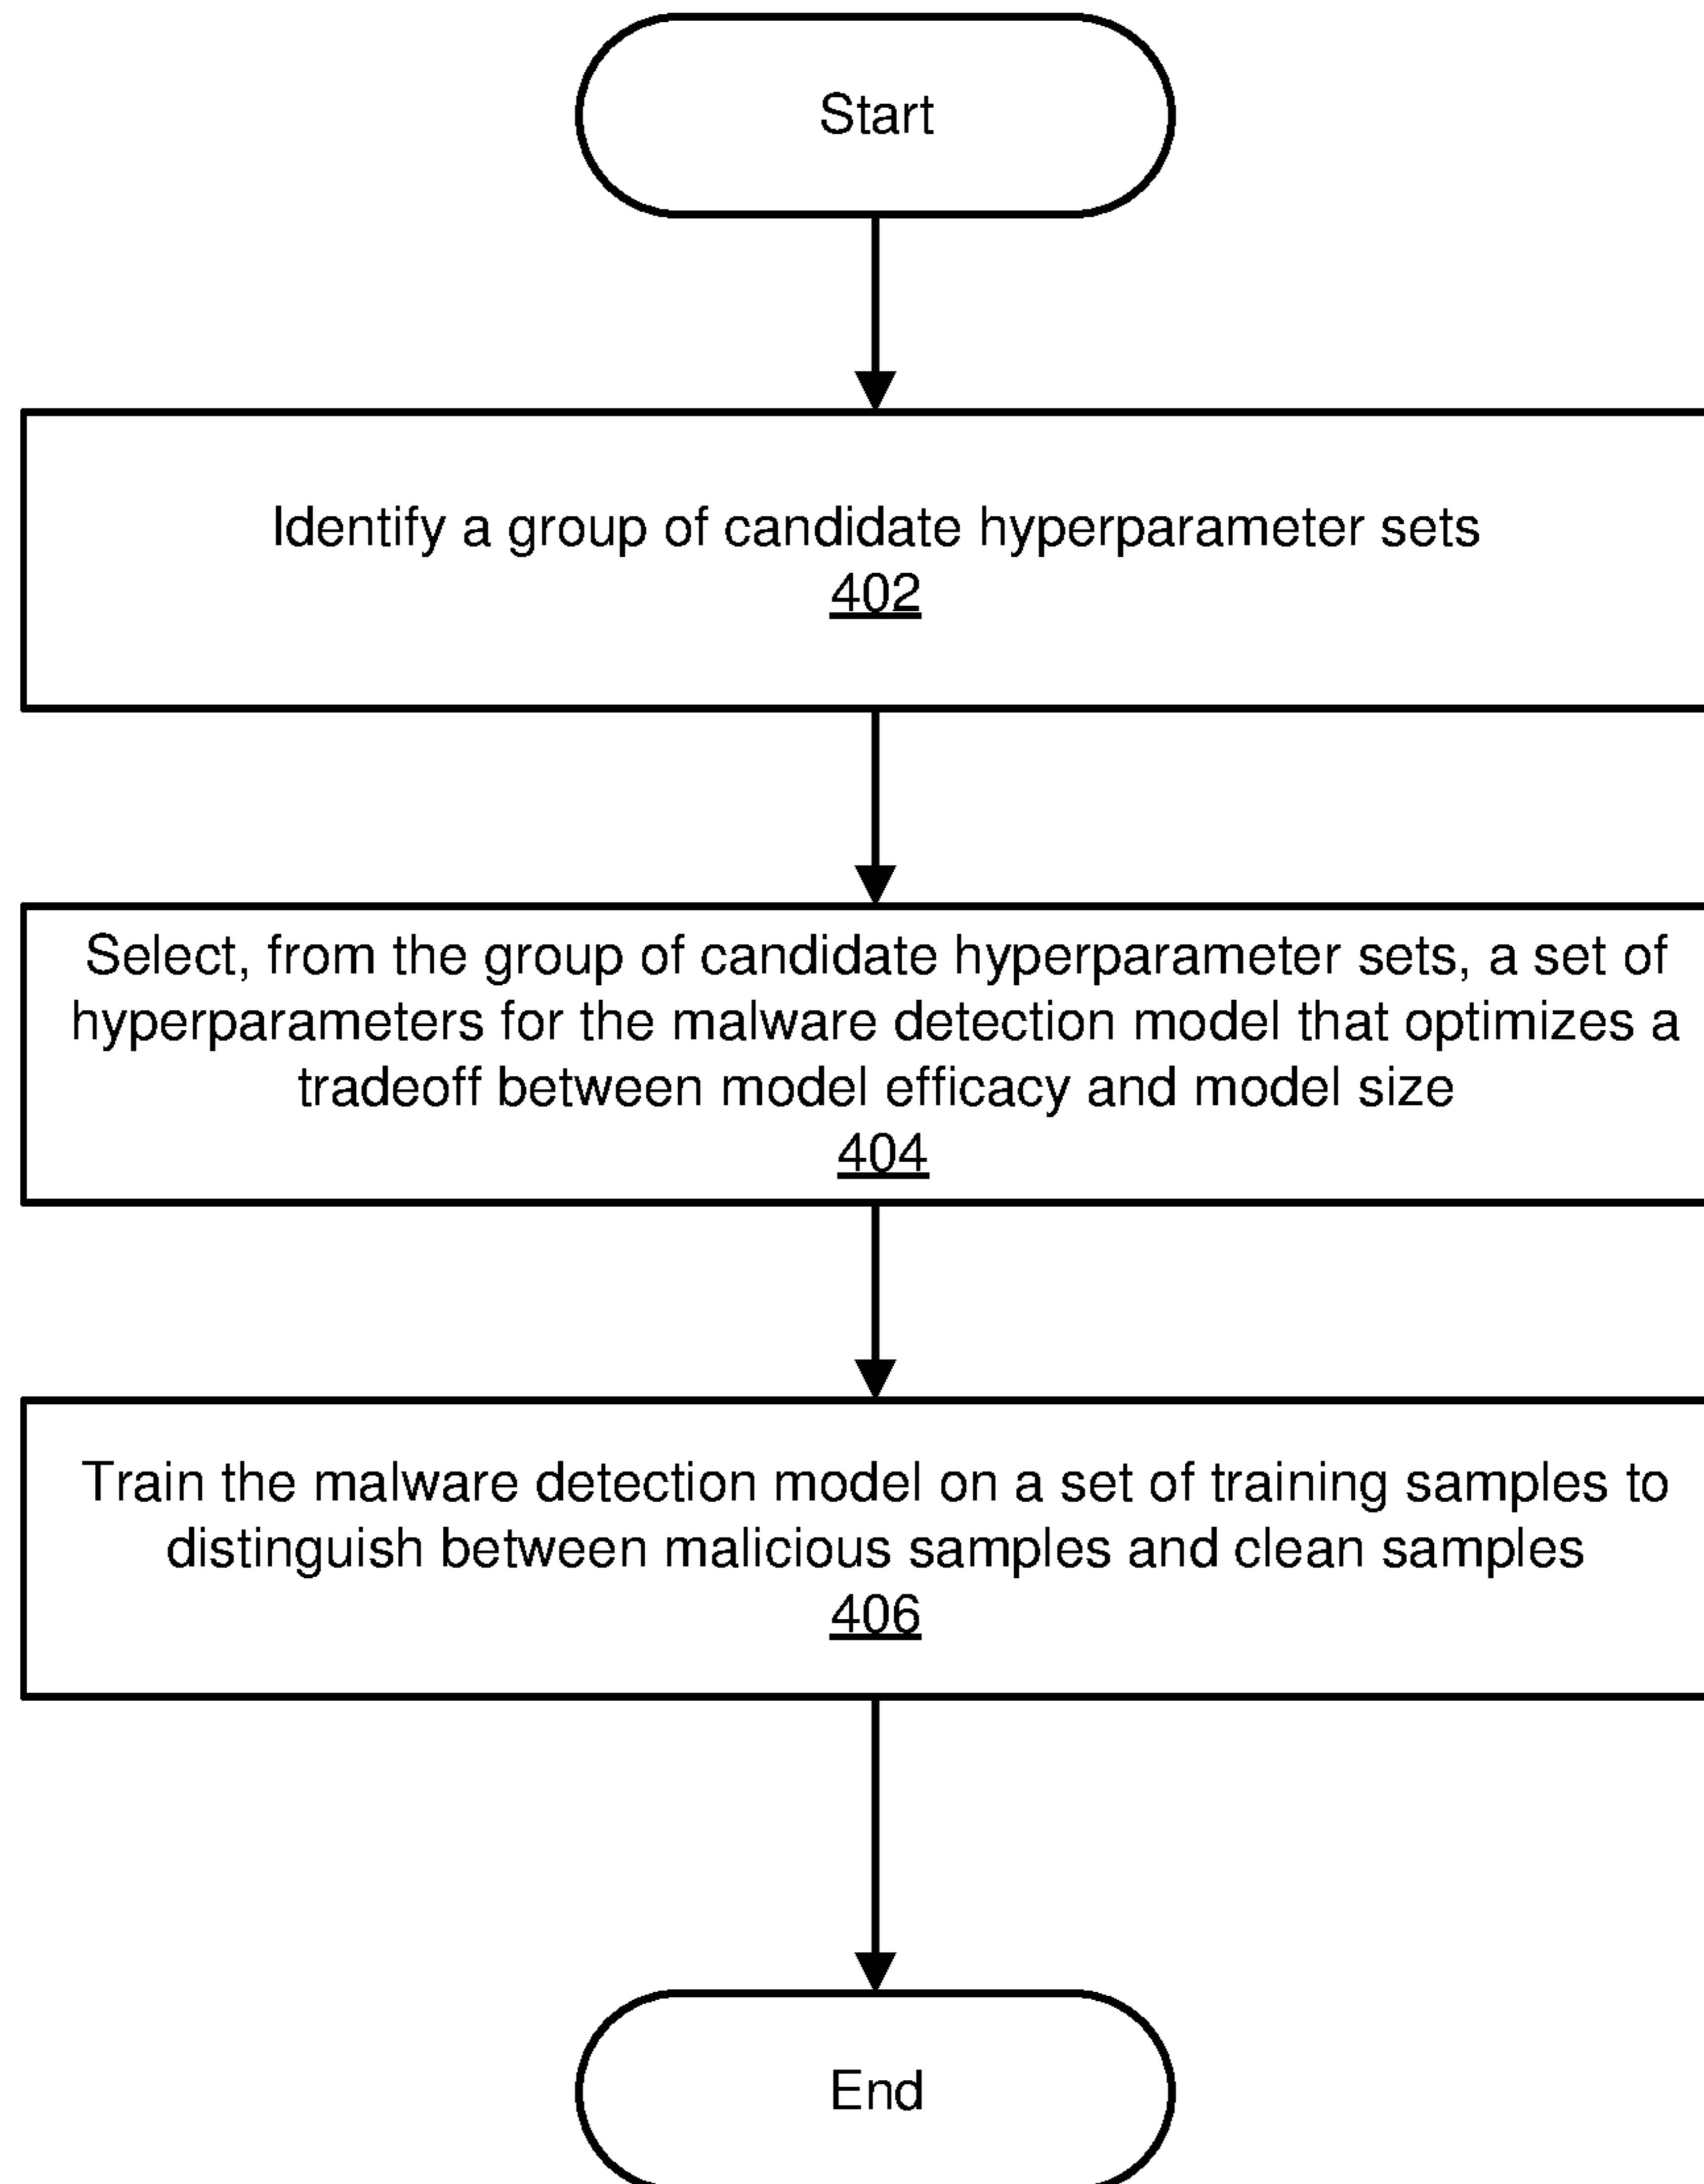 Start
Identify a group of candidate hyperparameter sets
402
Select, from the group of candidate hyperparameter sets, a set of
hyperparameters for the malware detection model that optimizes a
tradeoff between model efficacy and model size
404
Train the malware detection model on a set of training samples to
distinguish between malicious samples and clean samples
406
End